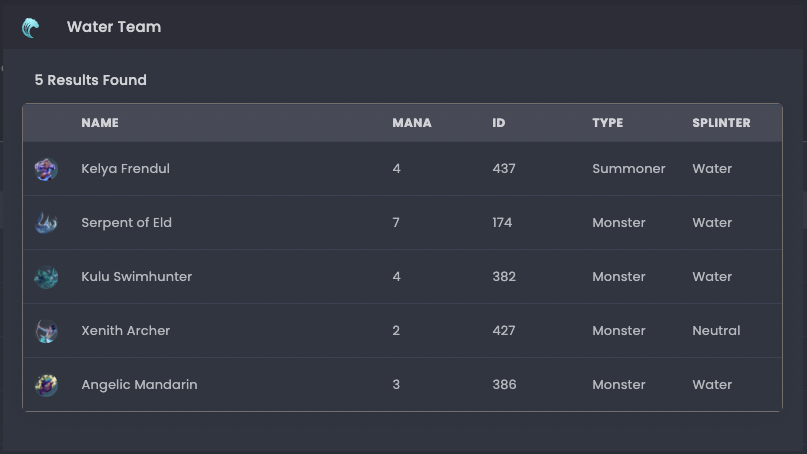 Water Team
5 Results Found
NAME MANA ID TYPE SPLINTER
Kelya Frendul 4 437 Summoner Water
Serpent of Eld 7 174 Monster Water
Kulu Swimhunter 4 382 Monster Water
Xenith Archer 2 427 Monster Neutral
Angelic Mandarin 3 386 Monster Water